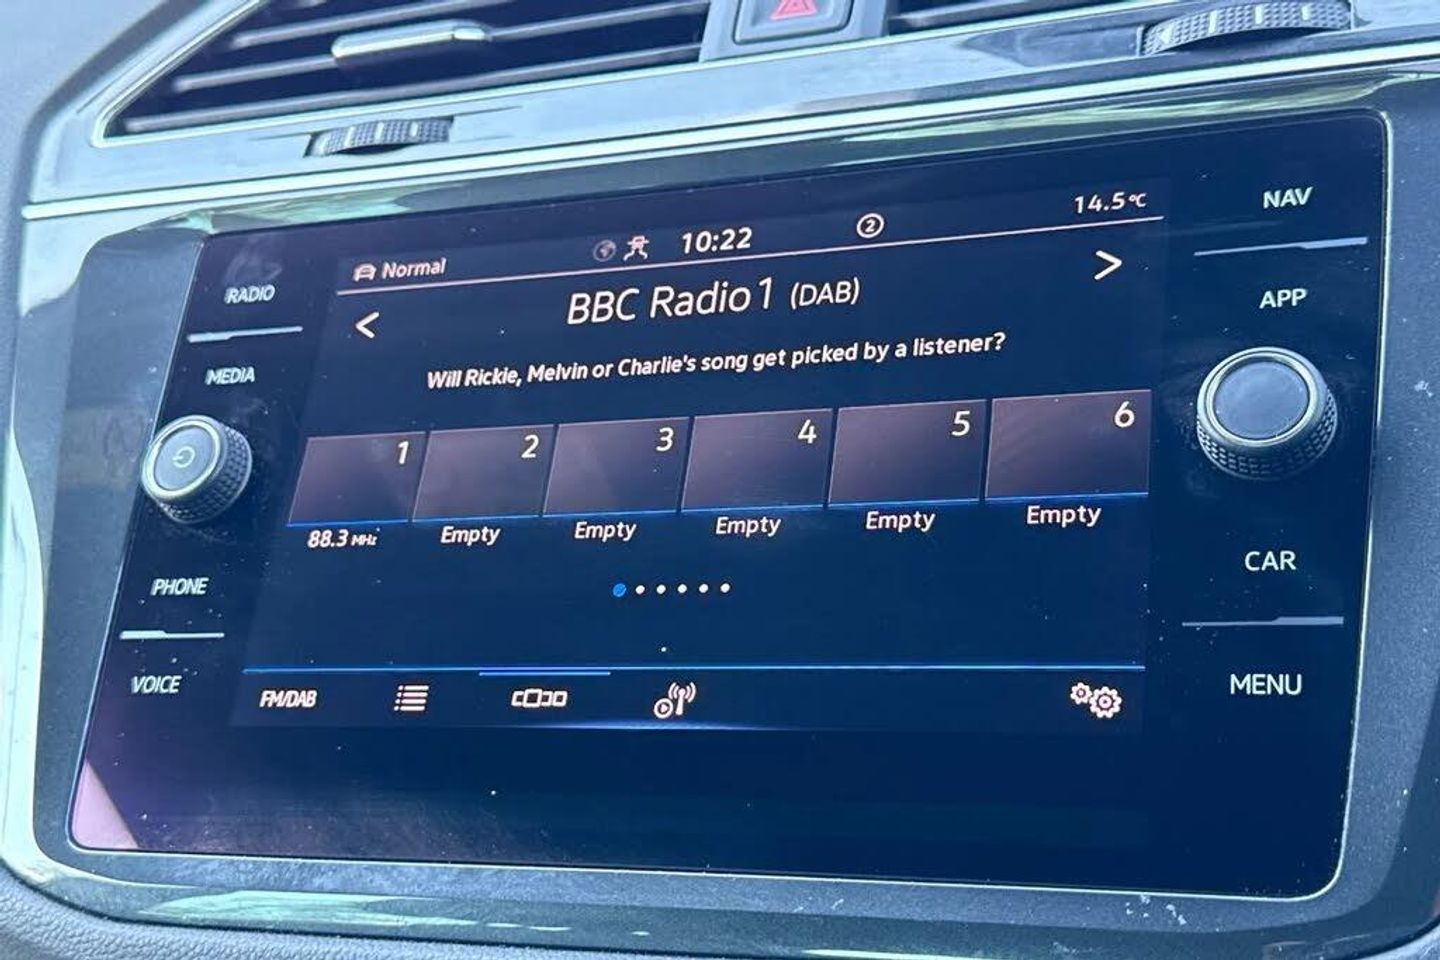 Normal
10:22
2
14.5°C
NAV
RADIO
< BBC Radio 1 (DAB) >
APP
MEDIA
Will Rickie, Melvin or Charlie's song get picked by a listener?
1 2 3 4 5 6
88.3 MHz Empty Empty Empty Empty Empty
PHONE
CAR
VOICE
FM/DAB
MENU